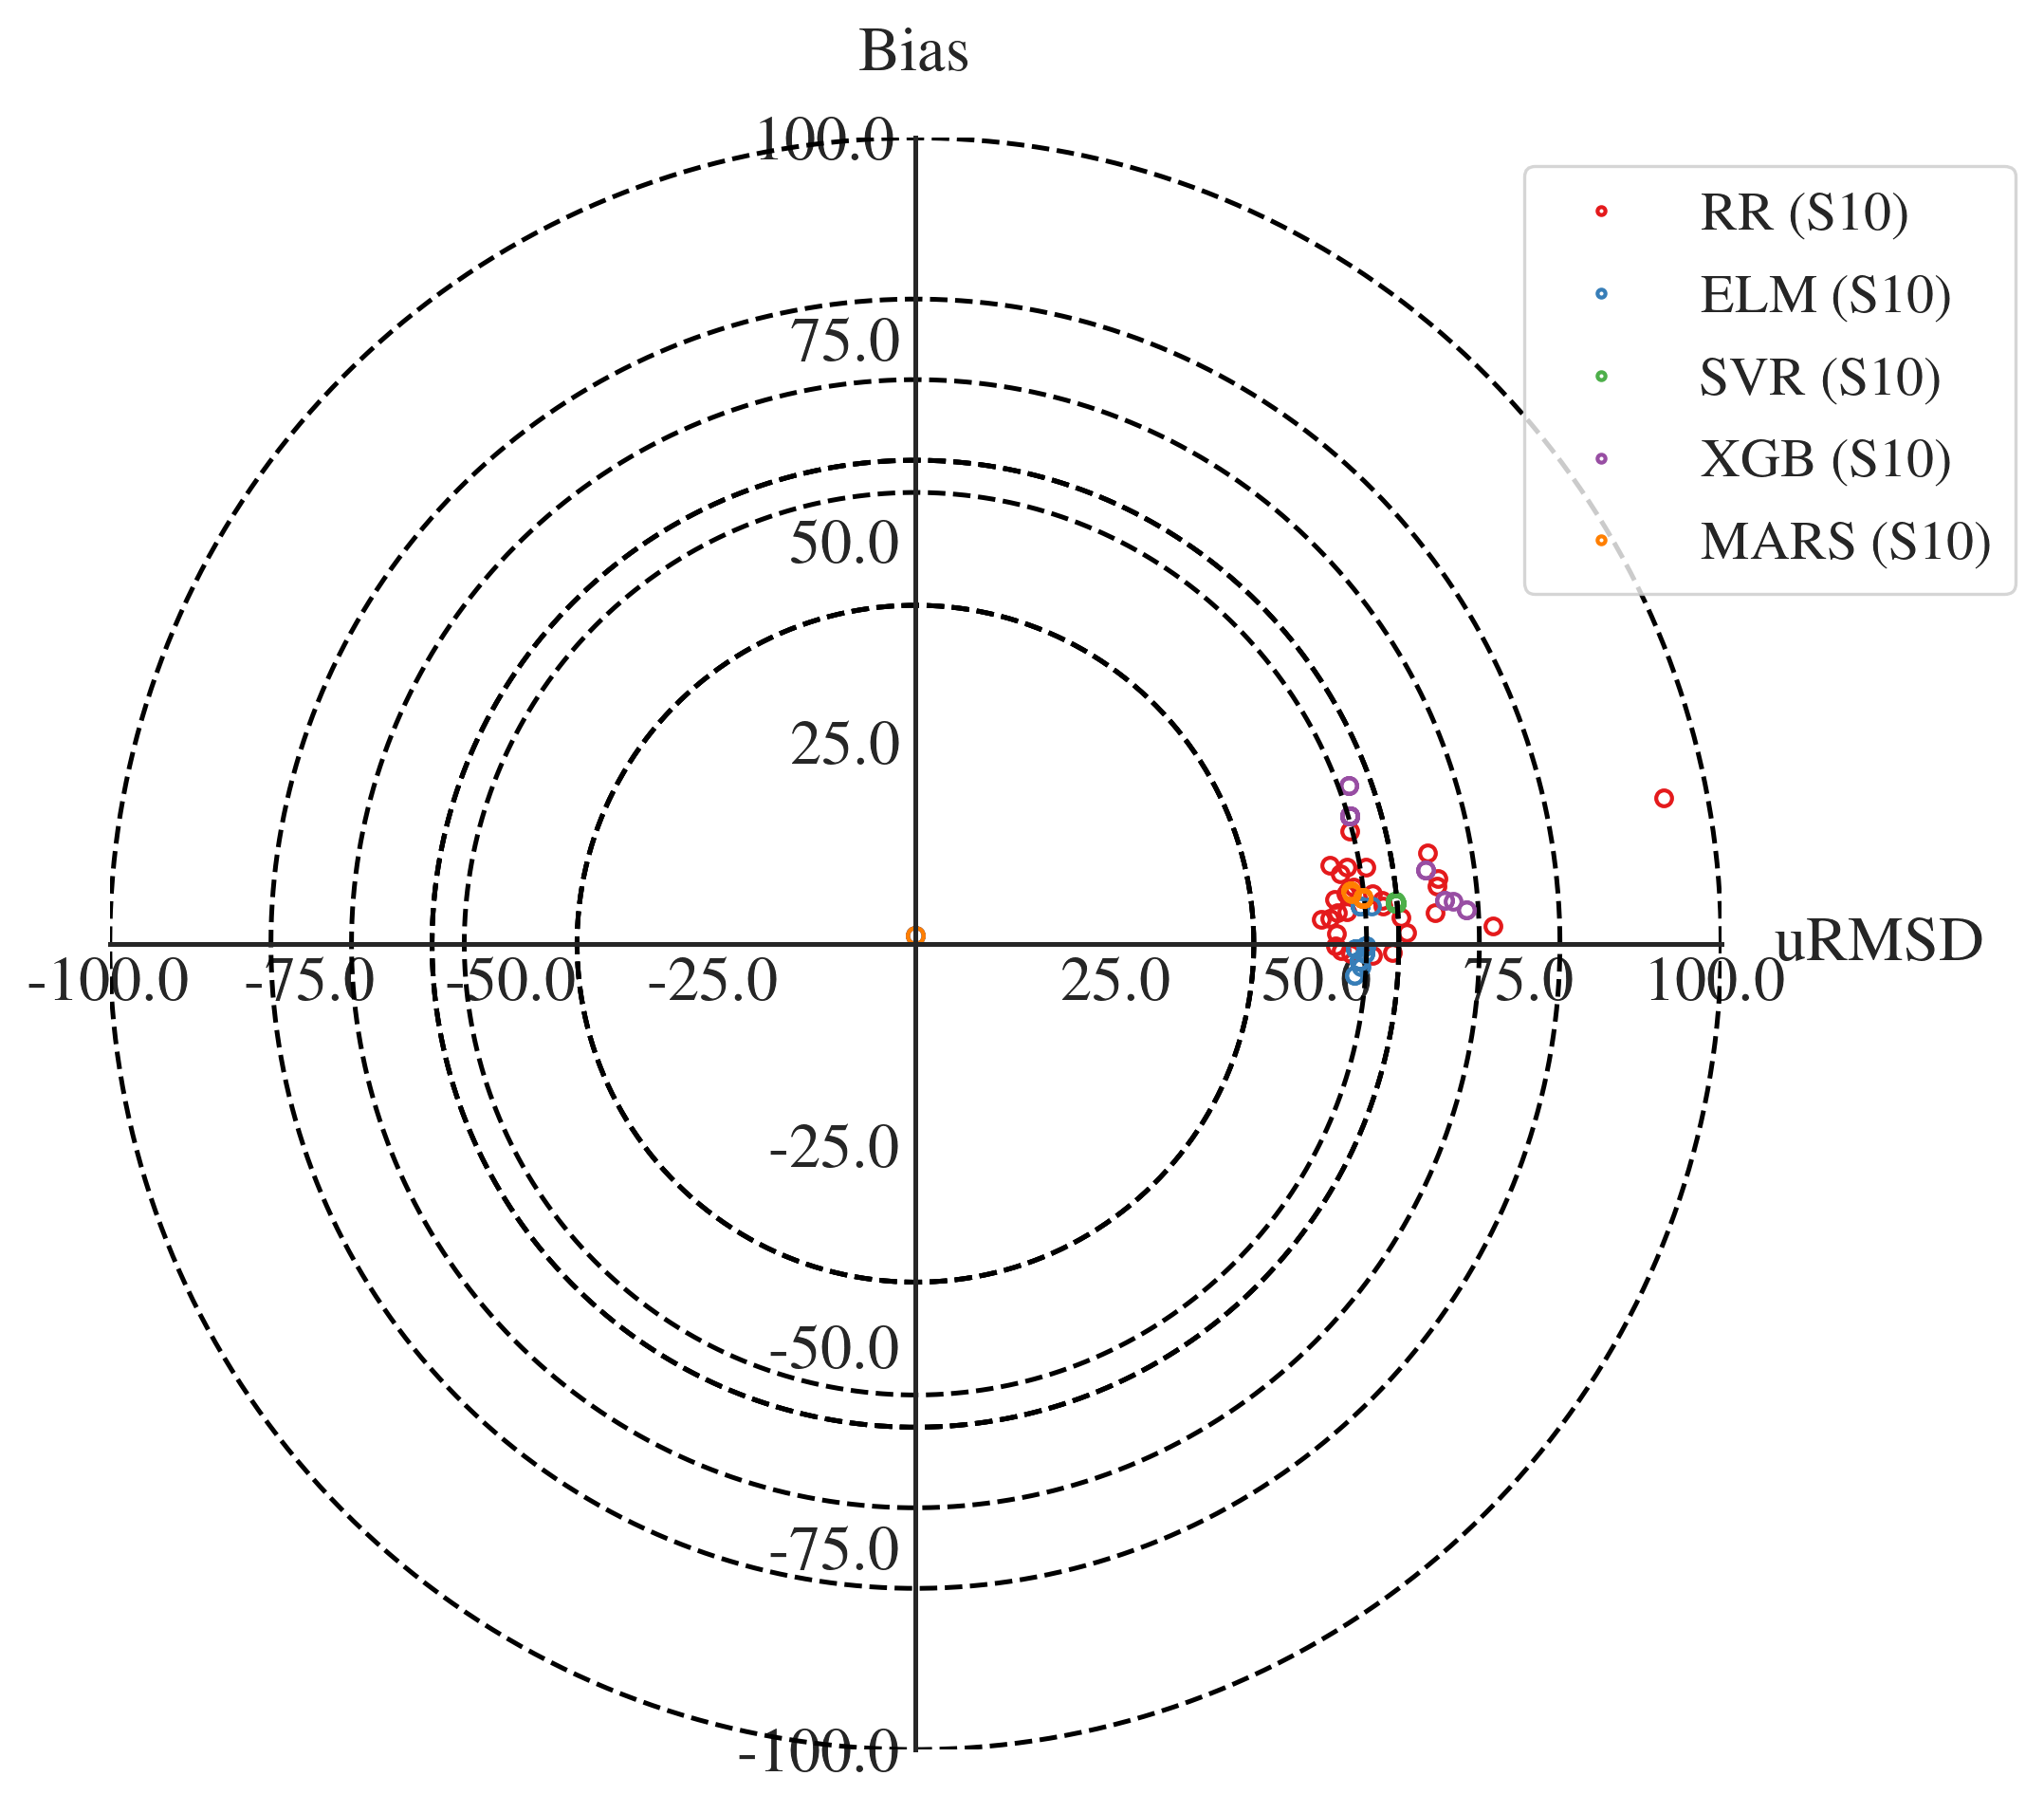 Bias
100.0
75.0
50.0
25.0
-25.0
-50.0
-75.0
-100.0
-100.0 -75.0 -50.0 -25.0 25.0 50.0 75.0 100.0
uRMSD
RR (S10)
ELM (S10)
SVR (S10)
XGB (S10)
MARS (S10)